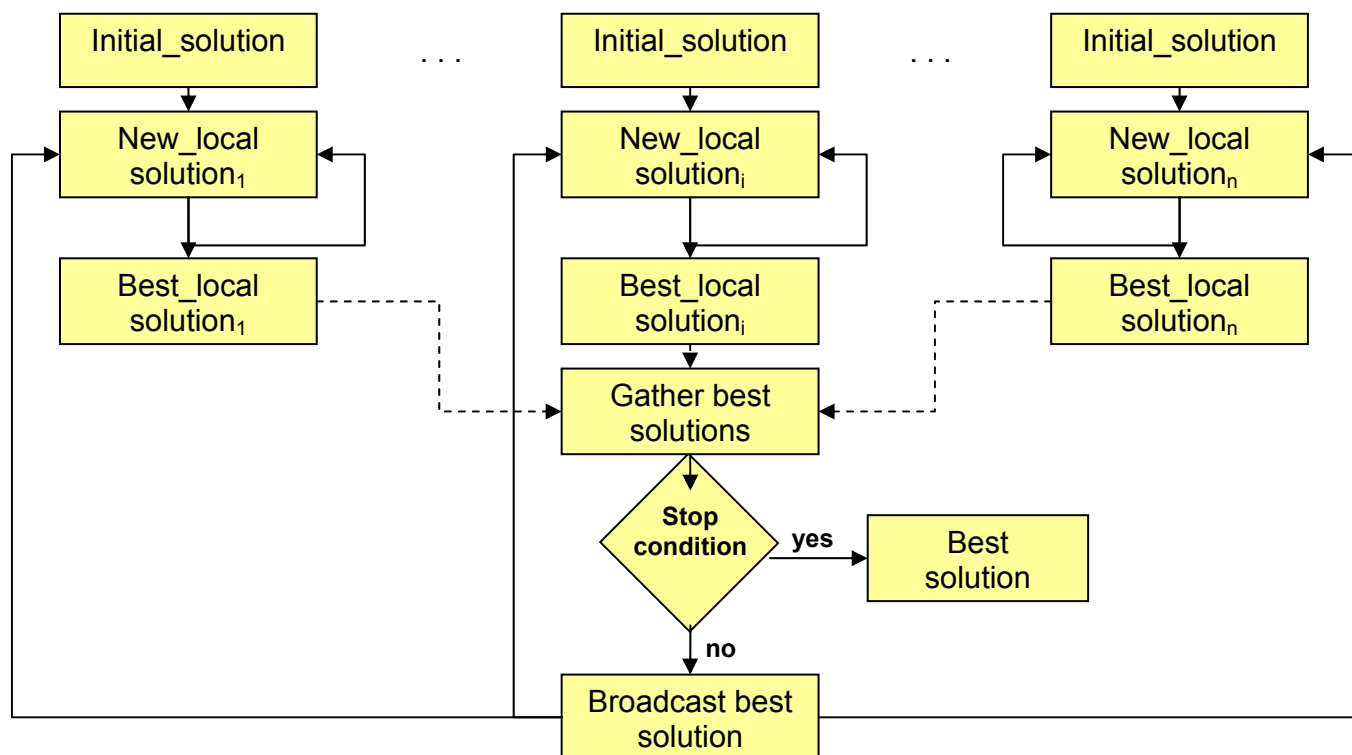 Initial_solution
. . .
Initial_solution
. . .
Initial_solution
New_local
solution₁
New_local
solutionᵢ
New_local
solutionₙ
Best_local
solution₁
Best_local
solutionᵢ
Best_local
solutionₙ
Gather best
solutions
Stop
condition
yes
Best
solution
no
Broadcast best
solution